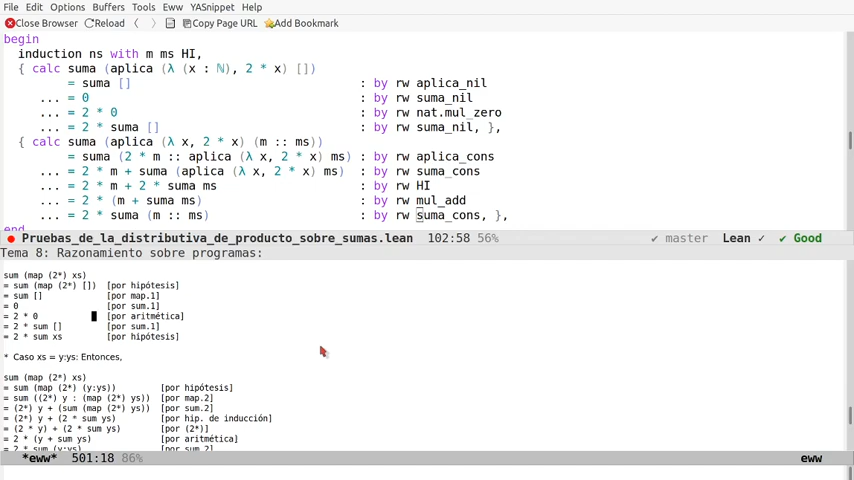 File Edit Options Buffers Tools Eww YASnippet Help
Close Browser Reload Copy Page URL Add Bookmark
begin
induction ns with m ms HI,
{ calc suma (aplica (λ (x : ℕ), 2 * x) [])
= suma [] : by rw aplica_nil
... = 0 : by rw suma_nil
... = 2 * 0 : by rw nat.mul_zero
... = 2 * suma [] : by rw suma_nil, },
{ calc suma (aplica (λ x, 2 * x) (m :: ms))
= suma (2 * m :: aplica (λ x, 2 * x) ms) : by rw aplica_cons
... = 2 * m + suma (aplica (λ x, 2 * x) ms) : by rw suma_cons
... = 2 * m + 2 * suma ms : by rw HI
... = 2 * (m + suma ms) : by rw mul_add
... = 2 * suma (m :: ms) : by rw suma_cons, },
end
Pruebas_de_la_distributiva_de_producto_sobre_sumas.lean 102:58 56% ✔ master Lean ✓ ✔ Good
Tema 8: Razonamiento sobre programas:
sum (map (2*) xs)
= sum (map (2*) []) [por hipótesis]
= sum [] [por map.1]
= 0 [por sum.1]
= 2 * 0 [por aritmética]
= 2 * sum [] [por sum.1]
= 2 * sum xs [por hipótesis]
* Caso xs = y:ys: Entonces,
sum (map (2*) xs)
= sum (map (2*) (y:ys)) [por hipótesis]
= sum ((2*) y : (map (2*) ys)) [por map.2]
= (2*) y + (sum (map (2*) ys)) [por sum.2]
= (2*) y + (2 * sum ys) [por hip. de inducción]
= (2 * y) + (2 * sum ys) [por (2*)]
= 2 * (y + sum ys) [por aritmética]
= 2 * sum (y:ys) [por sum.2]
*eww* 501:18 86% eww